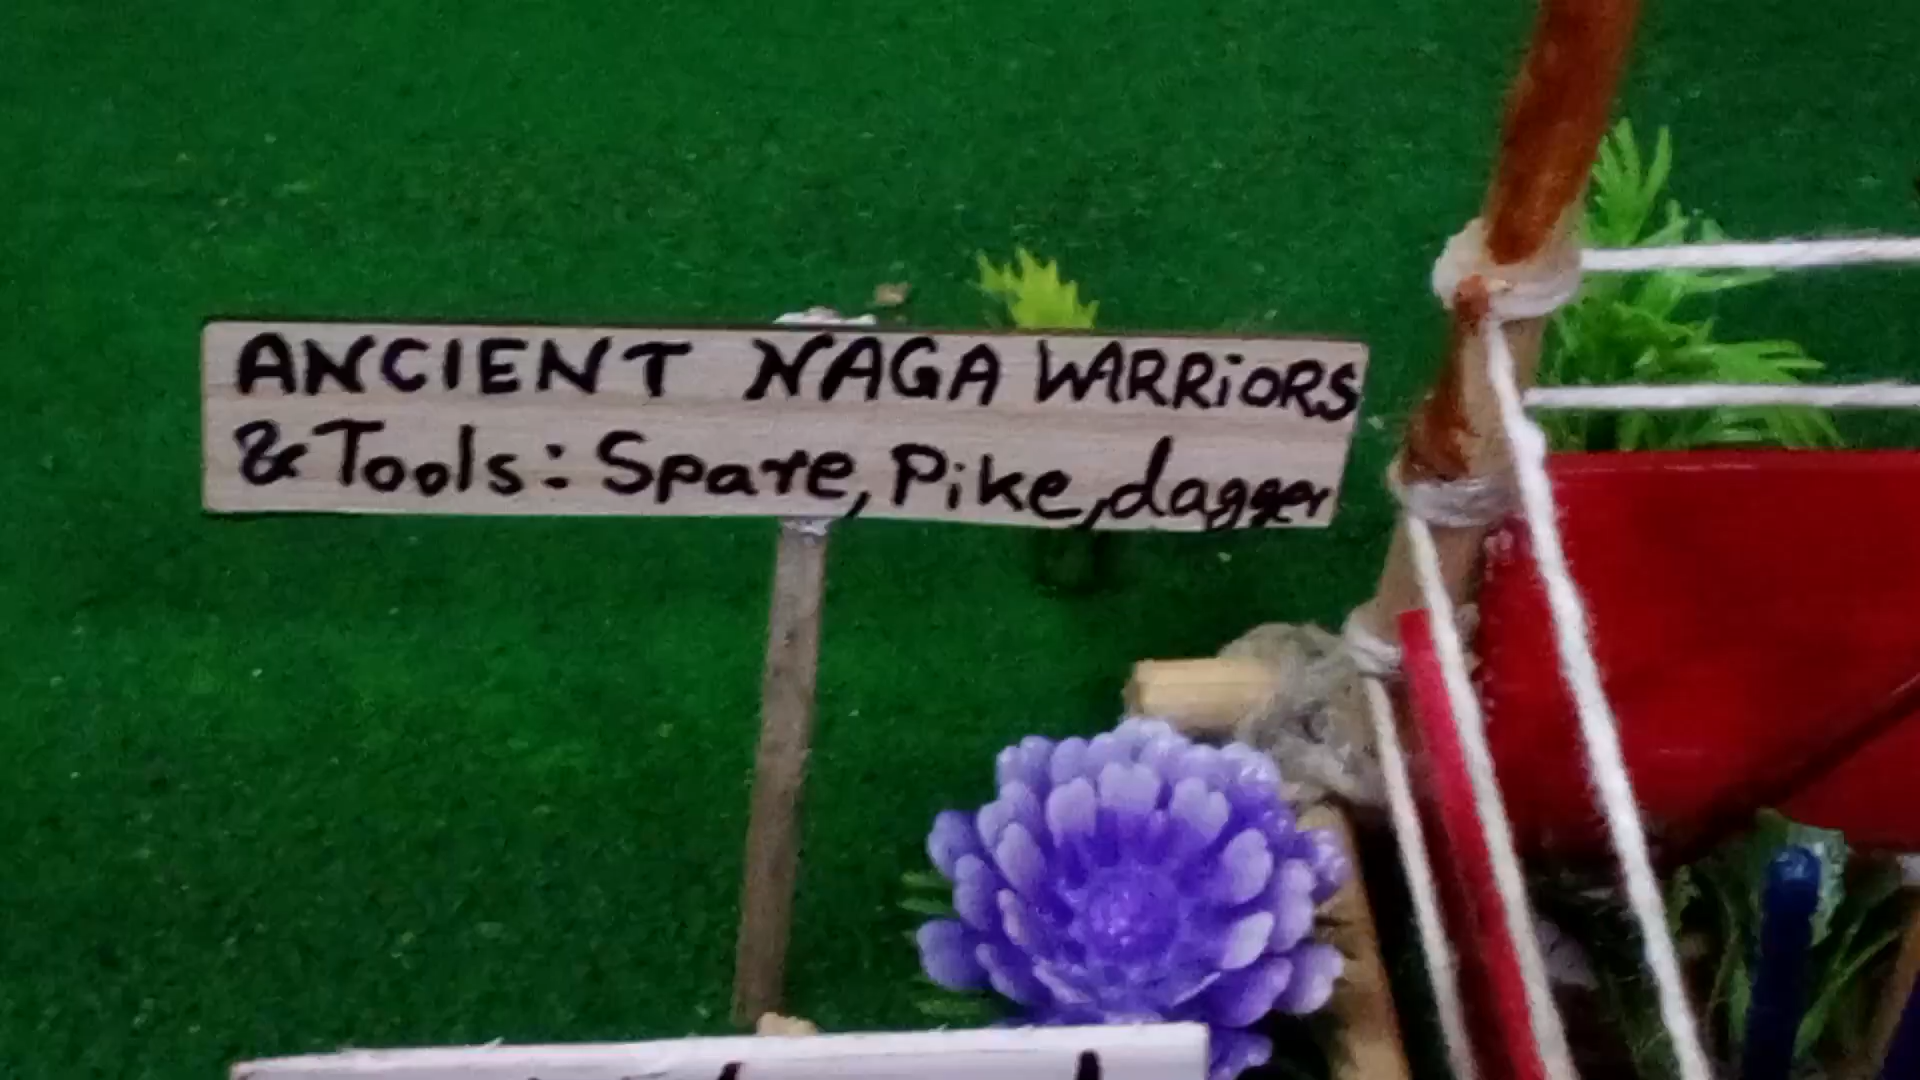 ANCIENT NAGA WARRiORS
& Tools: Spare, Pike, dagger